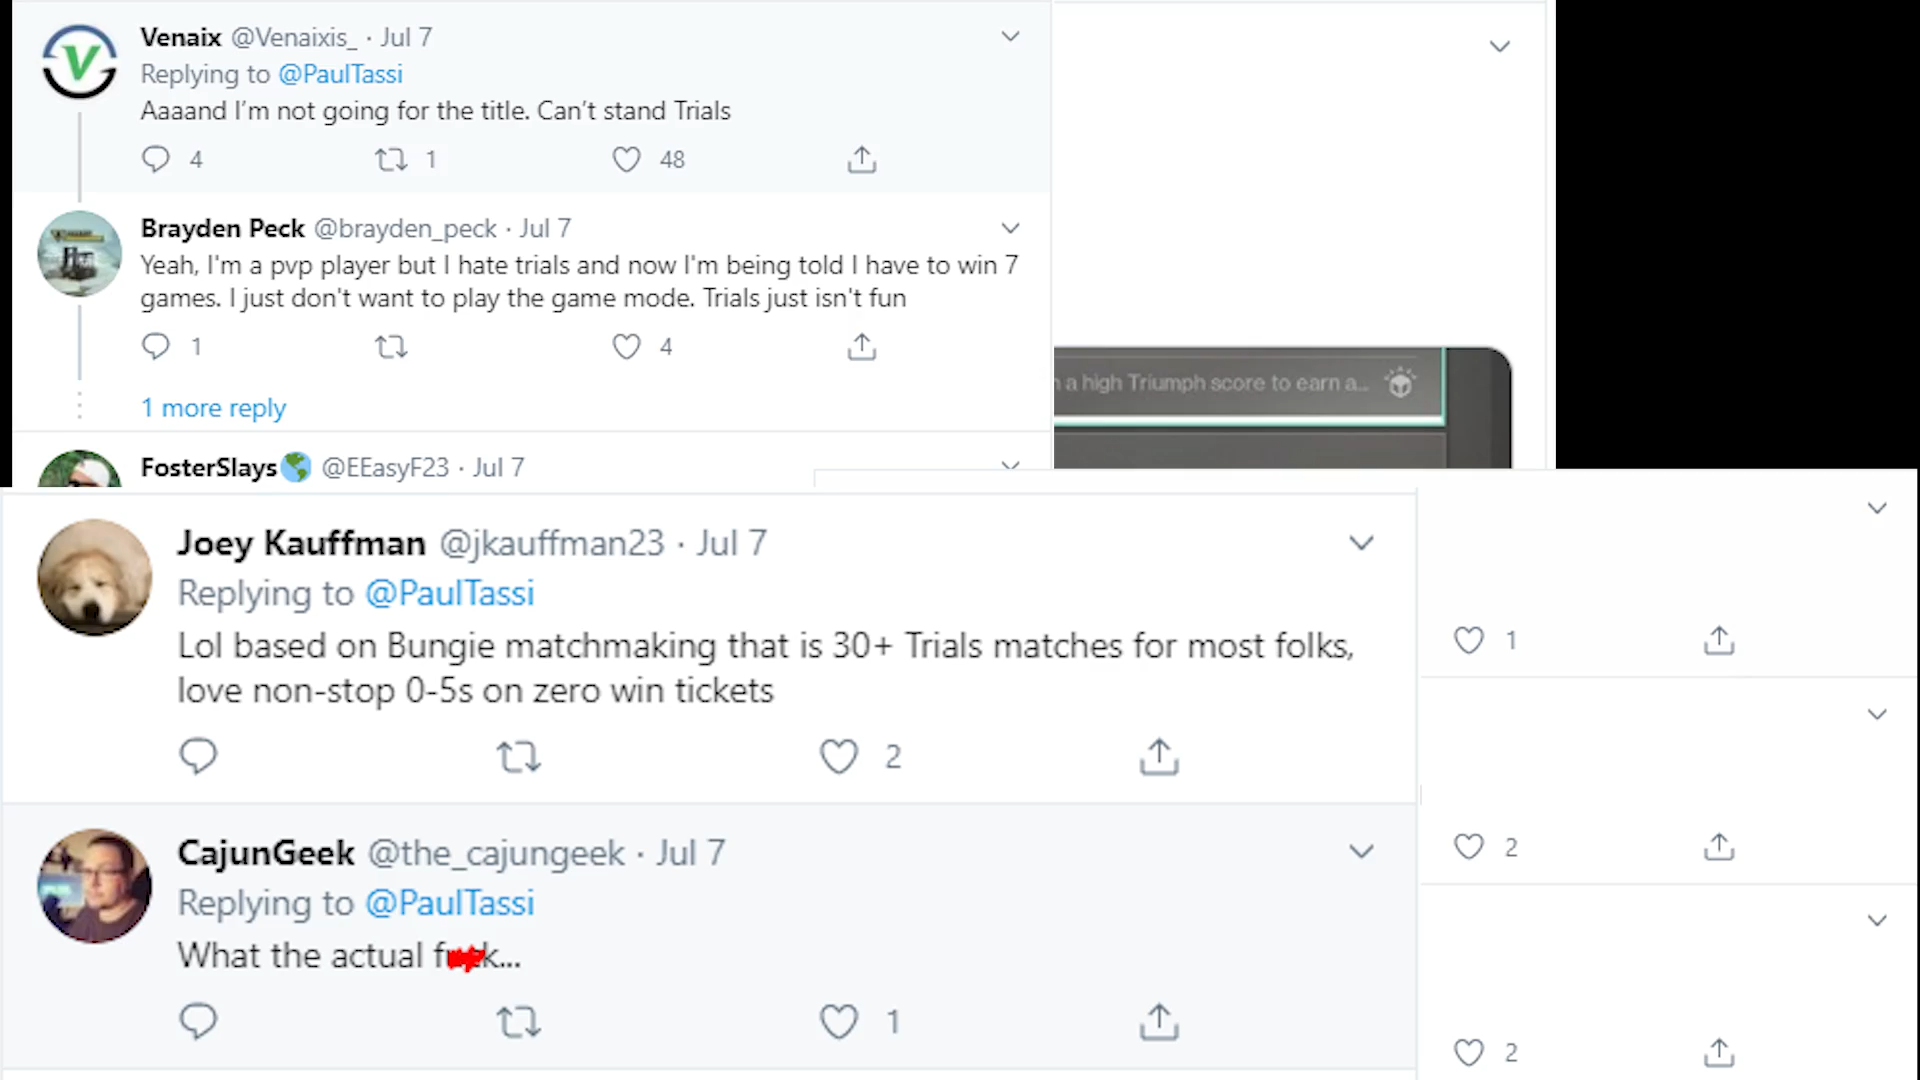 Venaix @Venaixis_ · Jul 7
Replying to @PaulTassi
Aaaand I’m not going for the title. Can’t stand Trials
4 1 48
Brayden Peck @brayden_peck · Jul 7
Yeah, I'm a pvp player but I hate trials and now I'm being told I have to win 7
games. I just don't want to play the game mode. Trials just isn't fun
1 4
1 more reply
a high Triumph score to earn a...
FosterSlays🌎 @EEasyF23 · Jul 7
Joey Kauffman @jkauffman23 · Jul 7
Replying to @PaulTassi
Lol based on Bungie matchmaking that is 30+ Trials matches for most folks,
love non-stop 0-5s on zero win tickets
2
CajunGeek @the_cajungeek · Jul 7
Replying to @PaulTassi
What the actual
1
1
2
2